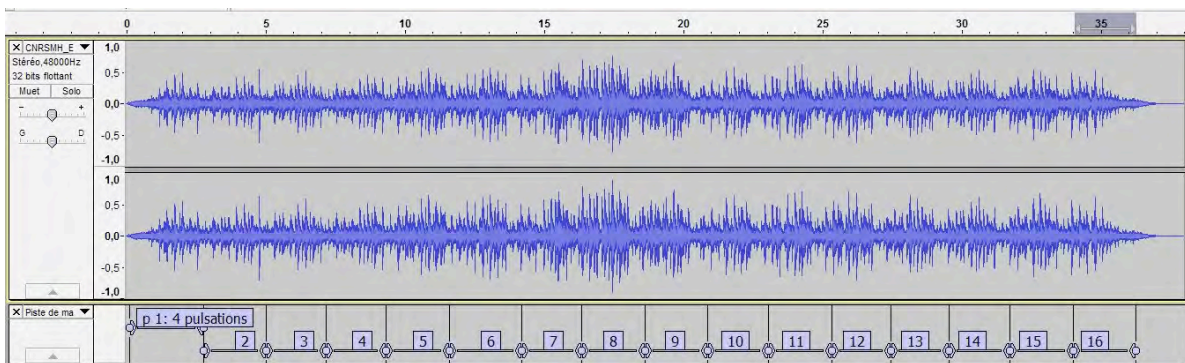 0 5 10 15 20 25 30 35
CNRSMH_E
Stéréo,48000Hz
32 bits flottant
Muet Solo
- +
G D
1,0
0,5-
0,0-
-0,5-
-1,0
1,0
0,5-
0,0-
-0,5-
-1,0
Piste de ma
p 1: 4 pulsations
2 3 4 5 6 7 8 9 10 11 12 13 14 15 16